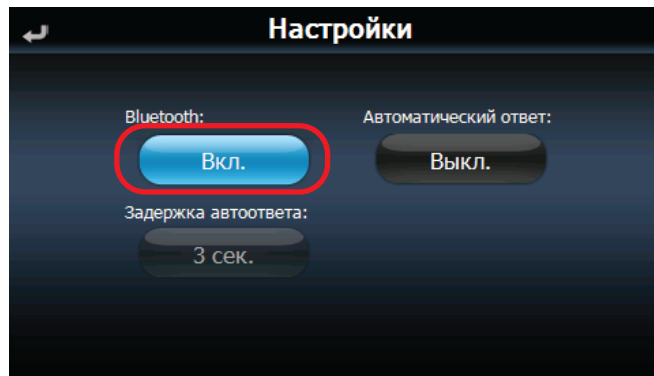 Настройки
Bluetooth:
Автоматический ответ:
Вкл.
Выкл.
Задержка автоответа:
3 сек.